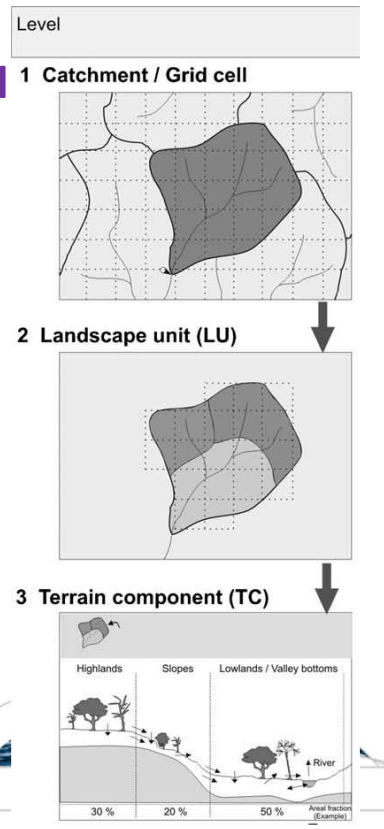 Level
1 Catchment / Grid cell
2 Landscape unit (LU)
3 Terrain component (TC)
Highlands Slopes Lowlands / Valley bottoms
River
30 % 20 % 50 % Areal fraction
(Example)